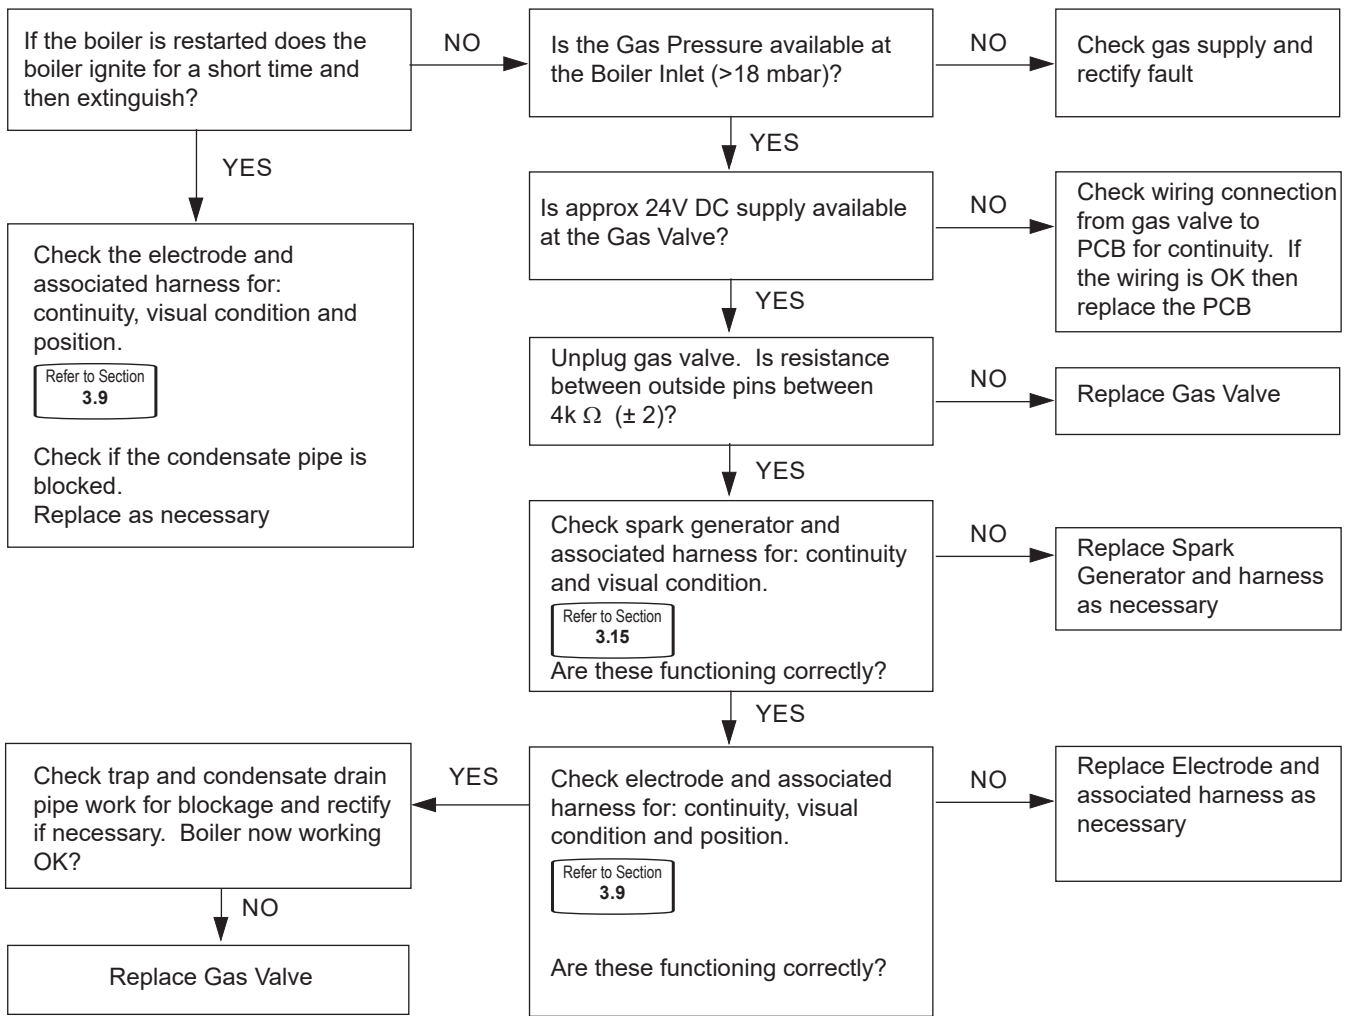 If the boiler is restarted does the
boiler ignite for a short time and
then extinguish?
NO
Is the Gas Pressure available at
the Boiler Inlet (>18 mbar)?
NO
Check gas supply and
rectify fault
YES
YES
Check the electrode and
associated harness for:
continuity, visual condition and
position.
Refer to Section
3.9
Check if the condensate pipe is
blocked.
Replace as necessary
Is approx 24V DC supply available
at the Gas Valve?
NO
Check wiring connection
from gas valve to
PCB for continuity.  If
the wiring is OK then
replace the PCB
YES
Unplug gas valve.  Is resistance
between outside pins between
4k Ω  (± 2)?
NO
Replace Gas Valve
YES
Check spark generator and
associated harness for: continuity
and visual condition.
Refer to Section
3.15
Are these functioning correctly?
NO
Replace Spark
Generator and harness
as necessary
YES
Check electrode and associated
harness for: continuity, visual
condition and position.
Refer to Section
3.9
Are these functioning correctly?
NO
Replace Electrode and
associated harness as
necessary
YES
Check trap and condensate drain
pipe work for blockage and rectify
if necessary.  Boiler now working
OK?
NO
Replace Gas Valve